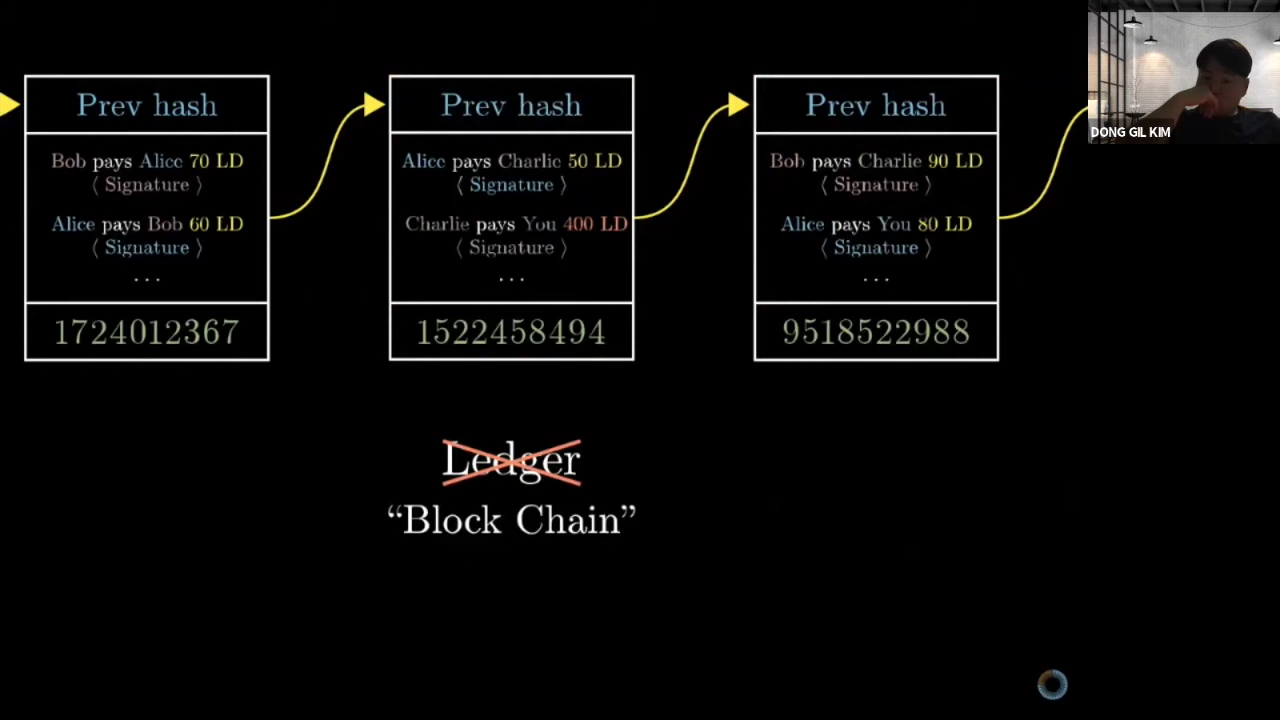 Prev hash
Bob pays Alice 70 LD
⟨ Signature ⟩
Alice pays Bob 60 LD
⟨ Signature ⟩
...
1724012367
Prev hash
Alice pays Charlie 50 LD
⟨ Signature ⟩
Charlie pays You 400 LD
⟨ Signature ⟩
...
1522458494
Prev hash
Bob pays Charlie 90 LD
⟨ Signature ⟩
Alice pays You 80 LD
⟨ Signature ⟩
...
9518522988
DONG GIL KIM
Ledger
“Block Chain”